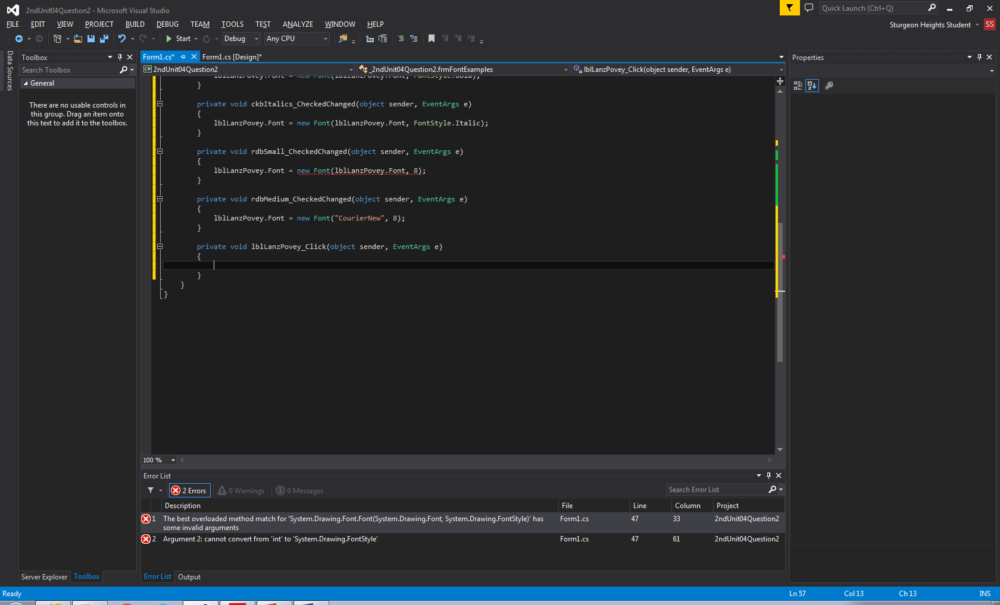 2ndUnit04Question2 - Microsoft Visual Studio
Quick Launch (Ctrl+Q)
FILE EDIT VIEW PROJECT BUILD DEBUG TEAM TOOLS TEST ANALYZE WINDOW HELP
Sturgeon Heights Student SS
Start Debug Any CPU
Data Sources
Toolbox
Search Toolbox
General
There are no usable controls in
this group. Drag an item onto
this text to add it to the toolbox.
Form1.cs* Form1.cs [Design]*
2ndUnit04Question2 _2ndUnit04Question2.frmFontExamples lblLanzPovey_Click(object sender, EventArgs e)
lblLanzPovey.Font = new Font(lblLanzPovey.Font, FontStyle.Bold);
}
private void ckbItalics_CheckedChanged(object sender, EventArgs e)
{
lblLanzPovey.Font = new Font(lblLanzPovey.Font, FontStyle.Italic);
}
private void rdbSmall_CheckedChanged(object sender, EventArgs e)
{
lblLanzPovey.Font = new Font(lblLanzPovey.Font, 8);
}
private void rdbMedium_CheckedChanged(object sender, EventArgs e)
{
lblLanzPovey.Font = new Font("CourierNew", 8);
}
private void lblLanzPovey_Click(object sender, EventArgs e)
{
}
}
}
100 %
Properties
Error List
2 Errors 0 Warnings 0 Messages
Search Error List
Description File Line Column Project
1 The best overloaded method match for 'System.Drawing.Font.Font(System.Drawing.Font, System.Drawing.FontStyle)' has
some invalid arguments
Form1.cs 47 33 2ndUnit04Question2
2 Argument 2: cannot convert from 'int' to 'System.Drawing.FontStyle' Form1.cs 47 61 2ndUnit04Question2
Server Explorer Toolbox
Error List Output
Ready
Ln 57 Col 13 Ch 13 INS